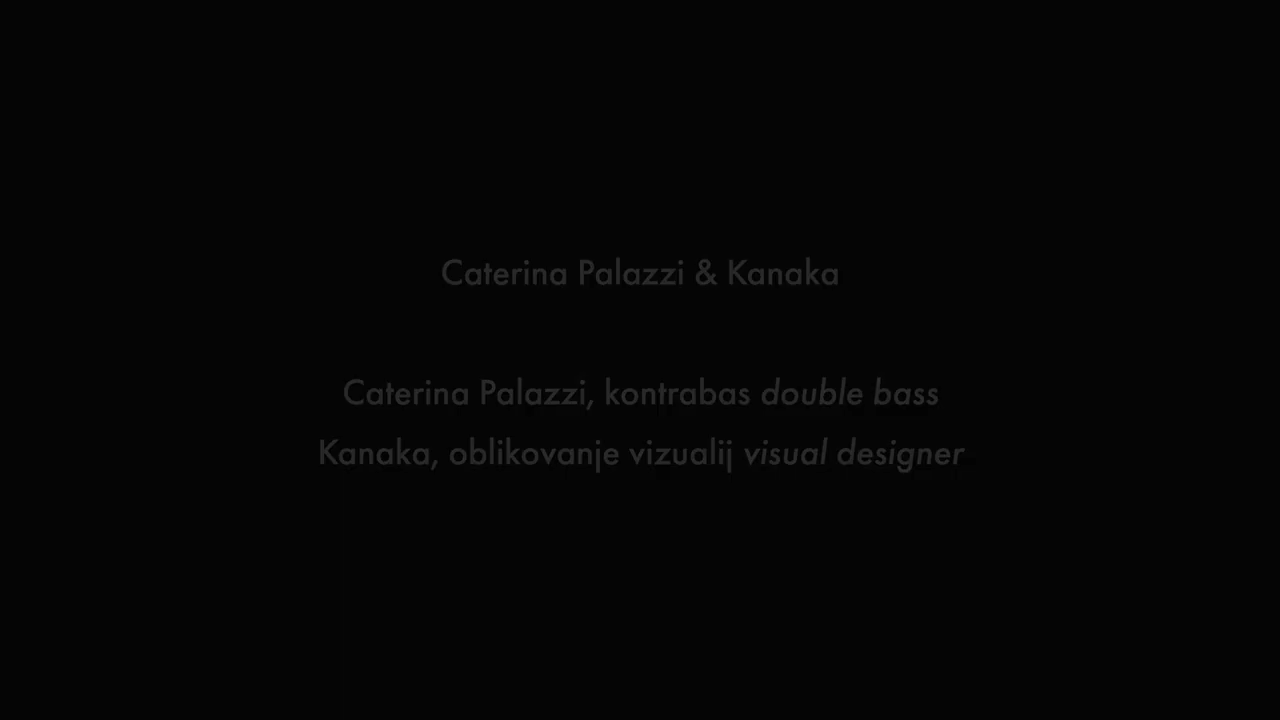 Caterina Palazzi & Kanaka
Caterina Palazzi, kontrabas double bass
Kanaka, oblikovanje vizualij visual designer